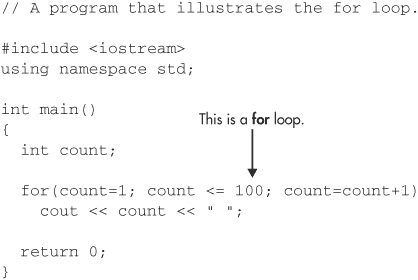 // A program that illustrates the for loop.
#include <iostream>
using namespace std;
int main()
{
This is a for loop.
int count;
for(count=1; count <= 100; count=count+1)
cout << count << " ";
return 0;
}